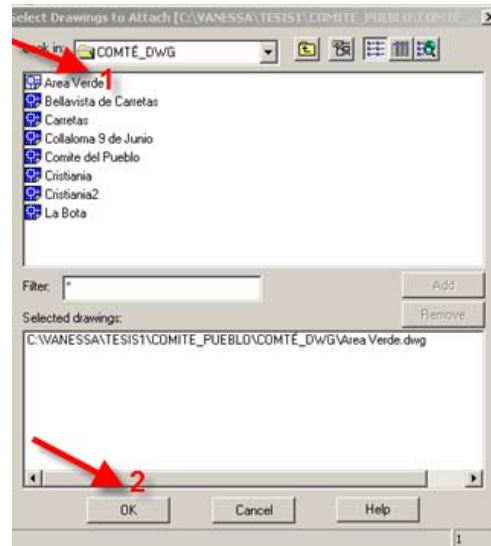 Select Drawings to Attach [C:\VANESSA\TESIS1\COMITE_PUEBLO\COMTÉ_
Look in: COMTÉ_DWG
Area Verde 1
Bellavista de Carretas
Carretas
Collaloma 9 de Junio
Comite del Pueblo
Cristiania
Cristiania2
La Bota
Filter: *
Add
Selected drawings:
Remove
C:\VANESSA\TESIS1\COMITE_PUEBLO\COMTÉ_DWG\Area Verde.dwg
2
OK Cancel Help
1